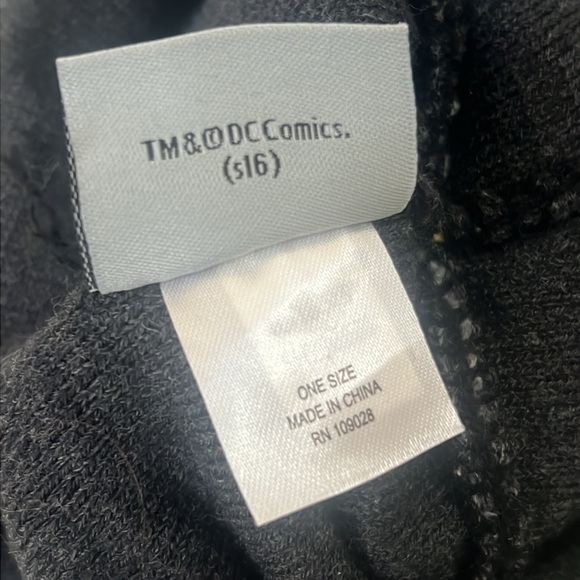 TM&©DCComics.
(s16)
ONE SIZE
MADE IN CHINA
RN 109028